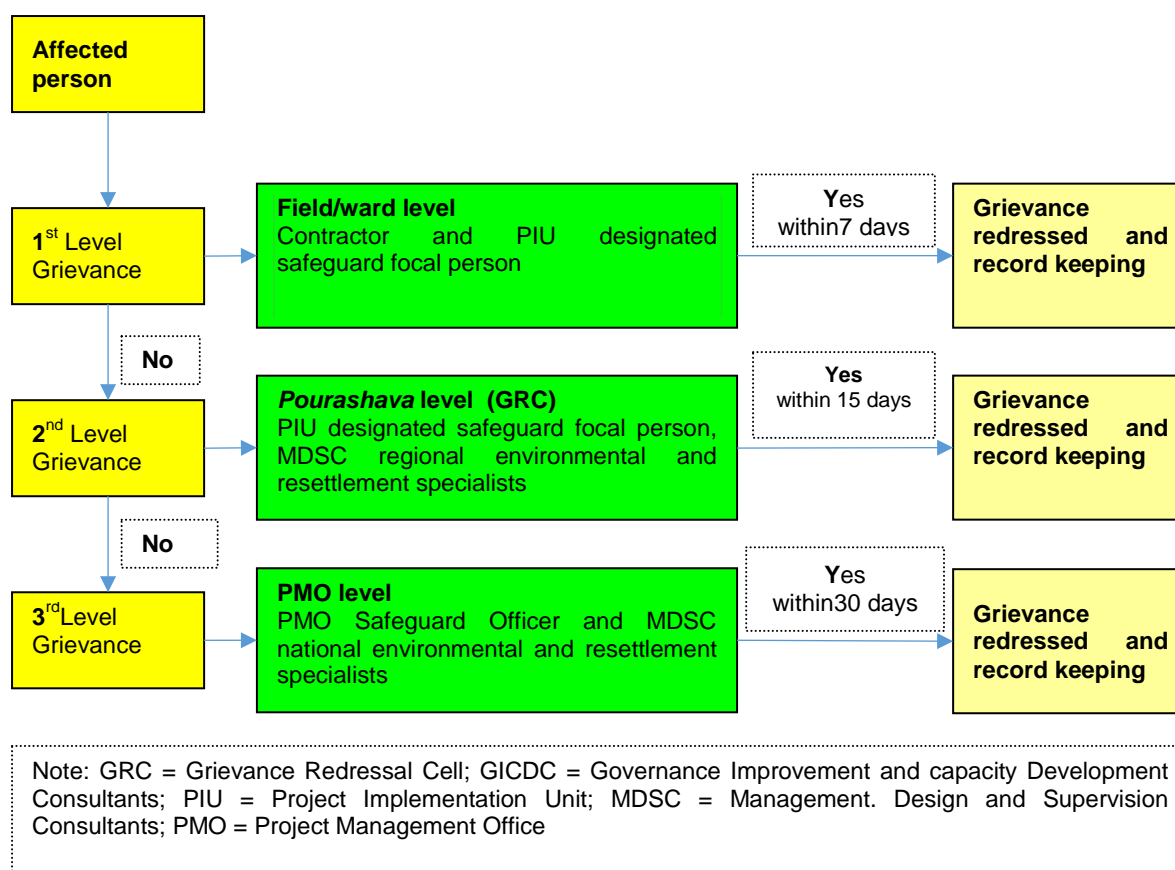 Affected
person
1st Level
Grievance
Field/ward level
Contractor and PIU designated
safeguard focal person
Yes
within7 days
Grievance
redressed and
record keeping
No
2nd Level
Grievance
Pourashava level (GRC)
PIU designated safeguard focal person,
MDSC regional environmental and
resettlement specialists
Yes
within 15 days
Grievance
redressed and
record keeping
No
3rdLevel
Grievance
PMO level
PMO Safeguard Officer and MDSC
national environmental and resettlement
specialists
Yes
within30 days
Grievance
redressed and
record keeping
Note: GRC = Grievance Redressal Cell; GICDC = Governance Improvement and capacity Development
Consultants; PIU = Project Implementation Unit; MDSC = Management. Design and Supervision
Consultants; PMO = Project Management Office